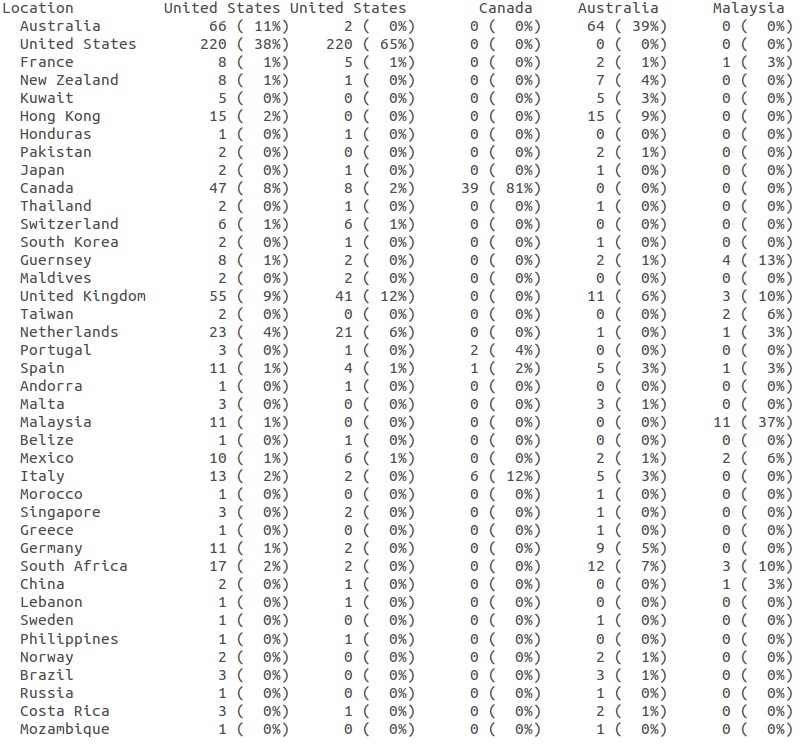 Location United States United States Canada Australia Malaysia
Australia 66 ( 11%) 2 ( 0%) 0 ( 0%) 64 ( 39%) 0 ( 0%)
United States 220 ( 38%) 220 ( 65%) 0 ( 0%) 0 ( 0%) 0 ( 0%)
France 8 ( 1%) 5 ( 1%) 0 ( 0%) 2 ( 1%) 1 ( 3%)
New Zealand 8 ( 1%) 1 ( 0%) 0 ( 0%) 7 ( 4%) 0 ( 0%)
Kuwait 5 ( 0%) 0 ( 0%) 0 ( 0%) 5 ( 3%) 0 ( 0%)
Hong Kong 15 ( 2%) 0 ( 0%) 0 ( 0%) 15 ( 9%) 0 ( 0%)
Honduras 1 ( 0%) 1 ( 0%) 0 ( 0%) 0 ( 0%) 0 ( 0%)
Pakistan 2 ( 0%) 0 ( 0%) 0 ( 0%) 2 ( 1%) 0 ( 0%)
Japan 2 ( 0%) 1 ( 0%) 0 ( 0%) 1 ( 0%) 0 ( 0%)
Canada 47 ( 8%) 8 ( 2%) 39 ( 81%) 0 ( 0%) 0 ( 0%)
Thailand 2 ( 0%) 1 ( 0%) 0 ( 0%) 1 ( 0%) 0 ( 0%)
Switzerland 6 ( 1%) 6 ( 1%) 0 ( 0%) 0 ( 0%) 0 ( 0%)
South Korea 2 ( 0%) 1 ( 0%) 0 ( 0%) 1 ( 0%) 0 ( 0%)
Guernsey 8 ( 1%) 2 ( 0%) 0 ( 0%) 2 ( 1%) 4 ( 13%)
Maldives 2 ( 0%) 2 ( 0%) 0 ( 0%) 0 ( 0%) 0 ( 0%)
United Kingdom 55 ( 9%) 41 ( 12%) 0 ( 0%) 11 ( 6%) 3 ( 10%)
Taiwan 2 ( 0%) 0 ( 0%) 0 ( 0%) 0 ( 0%) 2 ( 6%)
Netherlands 23 ( 4%) 21 ( 6%) 0 ( 0%) 1 ( 0%) 1 ( 3%)
Portugal 3 ( 0%) 1 ( 0%) 2 ( 4%) 0 ( 0%) 0 ( 0%)
Spain 11 ( 1%) 4 ( 1%) 1 ( 2%) 5 ( 3%) 1 ( 3%)
Andorra 1 ( 0%) 1 ( 0%) 0 ( 0%) 0 ( 0%) 0 ( 0%)
Malta 3 ( 0%) 0 ( 0%) 0 ( 0%) 3 ( 1%) 0 ( 0%)
Malaysia 11 ( 1%) 0 ( 0%) 0 ( 0%) 0 ( 0%) 11 ( 37%)
Belize 1 ( 0%) 1 ( 0%) 0 ( 0%) 0 ( 0%) 0 ( 0%)
Mexico 10 ( 1%) 6 ( 1%) 0 ( 0%) 2 ( 1%) 2 ( 6%)
Italy 13 ( 2%) 2 ( 0%) 6 ( 12%) 5 ( 3%) 0 ( 0%)
Morocco 1 ( 0%) 0 ( 0%) 0 ( 0%) 1 ( 0%) 0 ( 0%)
Singapore 3 ( 0%) 2 ( 0%) 0 ( 0%) 1 ( 0%) 0 ( 0%)
Greece 1 ( 0%) 0 ( 0%) 0 ( 0%) 1 ( 0%) 0 ( 0%)
Germany 11 ( 1%) 2 ( 0%) 0 ( 0%) 9 ( 5%) 0 ( 0%)
South Africa 17 ( 2%) 2 ( 0%) 0 ( 0%) 12 ( 7%) 3 ( 10%)
China 2 ( 0%) 1 ( 0%) 0 ( 0%) 0 ( 0%) 1 ( 3%)
Lebanon 1 ( 0%) 1 ( 0%) 0 ( 0%) 0 ( 0%) 0 ( 0%)
Sweden 1 ( 0%) 0 ( 0%) 0 ( 0%) 1 ( 0%) 0 ( 0%)
Philippines 1 ( 0%) 1 ( 0%) 0 ( 0%) 0 ( 0%) 0 ( 0%)
Norway 2 ( 0%) 0 ( 0%) 0 ( 0%) 2 ( 1%) 0 ( 0%)
Brazil 3 ( 0%) 0 ( 0%) 0 ( 0%) 3 ( 1%) 0 ( 0%)
Russia 1 ( 0%) 0 ( 0%) 0 ( 0%) 1 ( 0%) 0 ( 0%)
Costa Rica 3 ( 0%) 1 ( 0%) 0 ( 0%) 2 ( 1%) 0 ( 0%)
Mozambique 1 ( 0%) 0 ( 0%) 0 ( 0%) 1 ( 0%) 0 ( 0%)